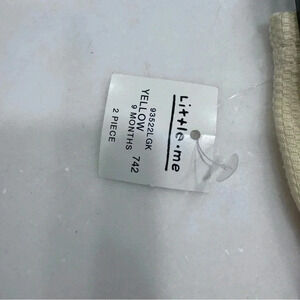 Little·me
93522LGK
YELLOW 742
9 MONTHS
2 PIECE